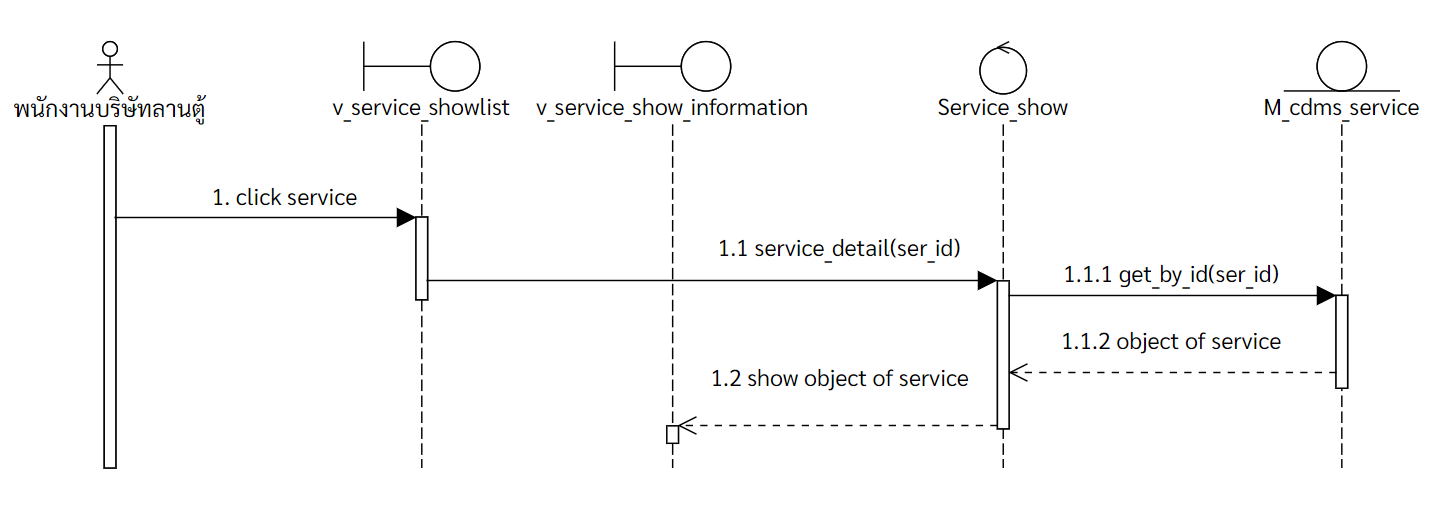 พนักงานบริษัทลานตู้
v_service_showlist
v_service_show_information
Service_show
M_cdms_service
1. click service
1.1 service_detail(ser_id)
1.1.1 get_by_id(ser_id)
1.1.2 object of service
1.2 show object of service